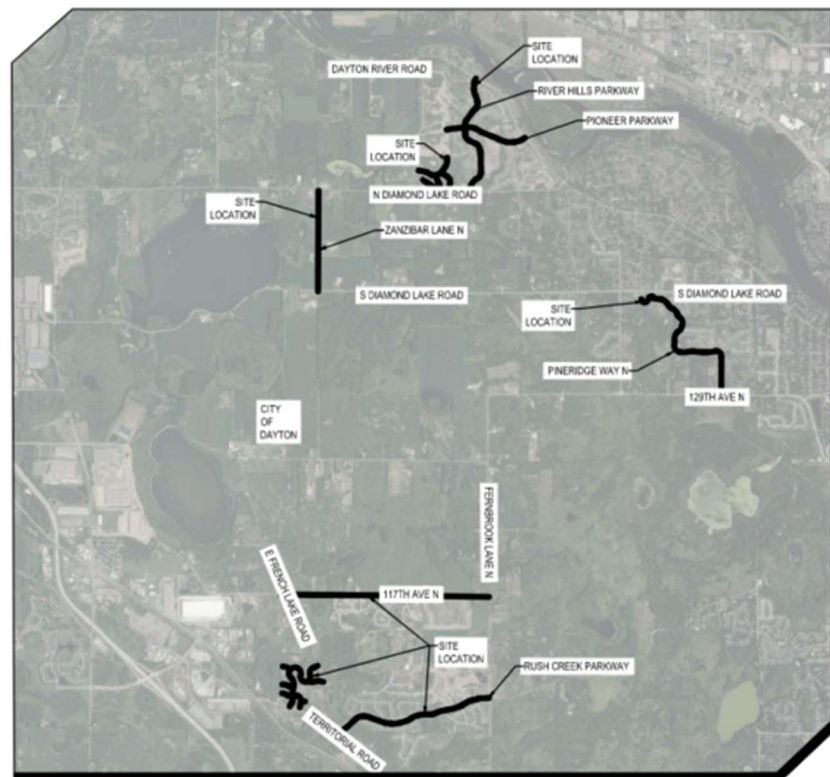 SITE
LOCATION
DAYTON RIVER ROAD
RIVER HILLS PARKWAY
PIONEER PARKWAY
SITE
LOCATION
N DIAMOND LAKE ROAD
SITE
LOCATION
ZANZIBAR LANE N
S DIAMOND LAKE ROAD
S DIAMOND LAKE ROAD
SITE
LOCATION
PINERIDGE WAY N
129TH AVE N
CITY
OF
DAYTON
FERNBROOK LANE N
E FRENCH LAKE ROAD
117TH AVE N
SITE
LOCATION
RUSH CREEK PARKWAY
TERRITORIAL ROAD